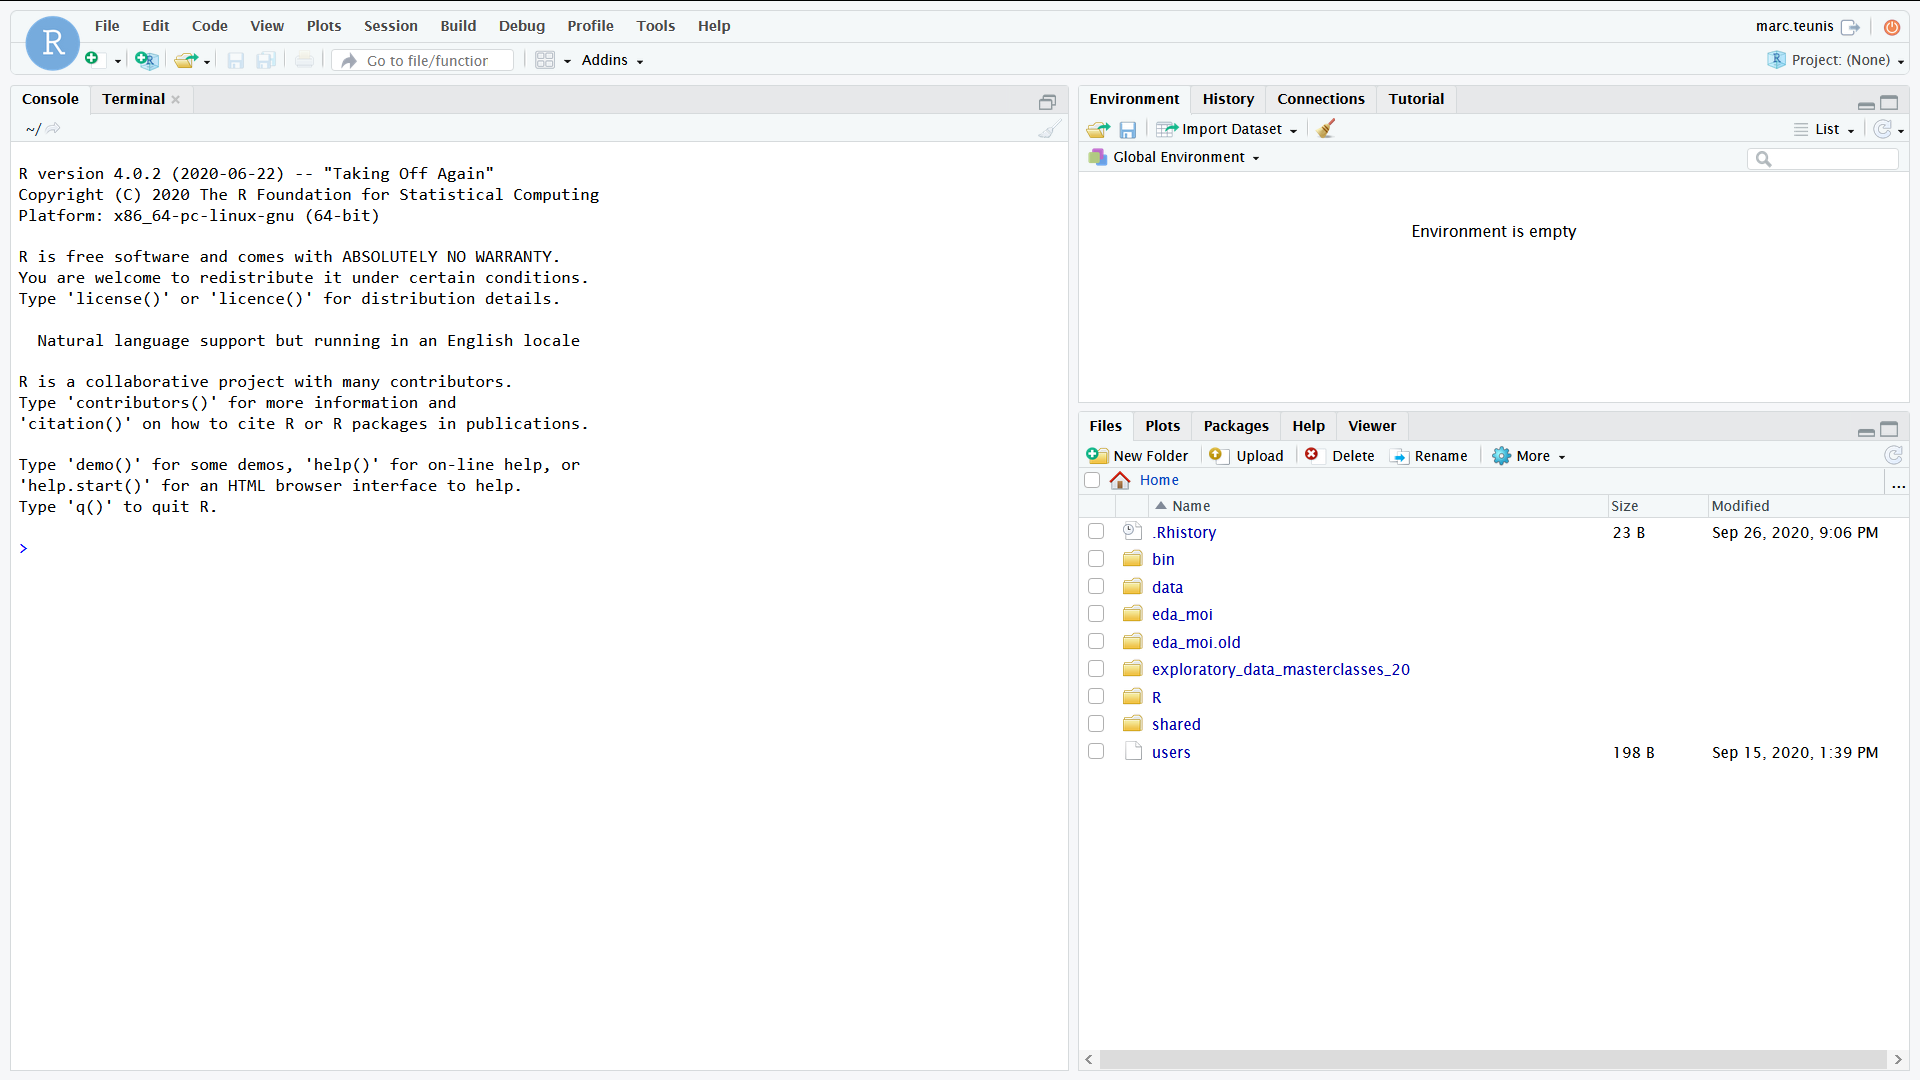 R
File Edit Code View Plots Session Build Debug Profile Tools Help
marc.teunis
Go to file/functior
Addins
R Project: (None)
Console Terminal
~/
R version 4.0.2 (2020-06-22) -- "Taking Off Again"
Copyright (C) 2020 The R Foundation for Statistical Computing
Platform: x86_64-pc-linux-gnu (64-bit)
R is free software and comes with ABSOLUTELY NO WARRANTY.
You are welcome to redistribute it under certain conditions.
Type 'license()' or 'licence()' for distribution details.
Natural language support but running in an English locale
R is a collaborative project with many contributors.
Type 'contributors()' for more information and
'citation()' on how to cite R or R packages in publications.
Type 'demo()' for some demos, 'help()' for on-line help, or
'help.start()' for an HTML browser interface to help.
Type 'q()' to quit R.
>
Environment History Connections Tutorial
Import Dataset List
Global Environment
Environment is empty
Files Plots Packages Help Viewer
New Folder Upload Delete Rename More
Home ...
Name Size Modified
.Rhistory 23 B Sep 26, 2020, 9:06 PM
bin
data
eda_moi
eda_moi.old
exploratory_data_masterclasses_20
R
shared
users 198 B Sep 15, 2020, 1:39 PM